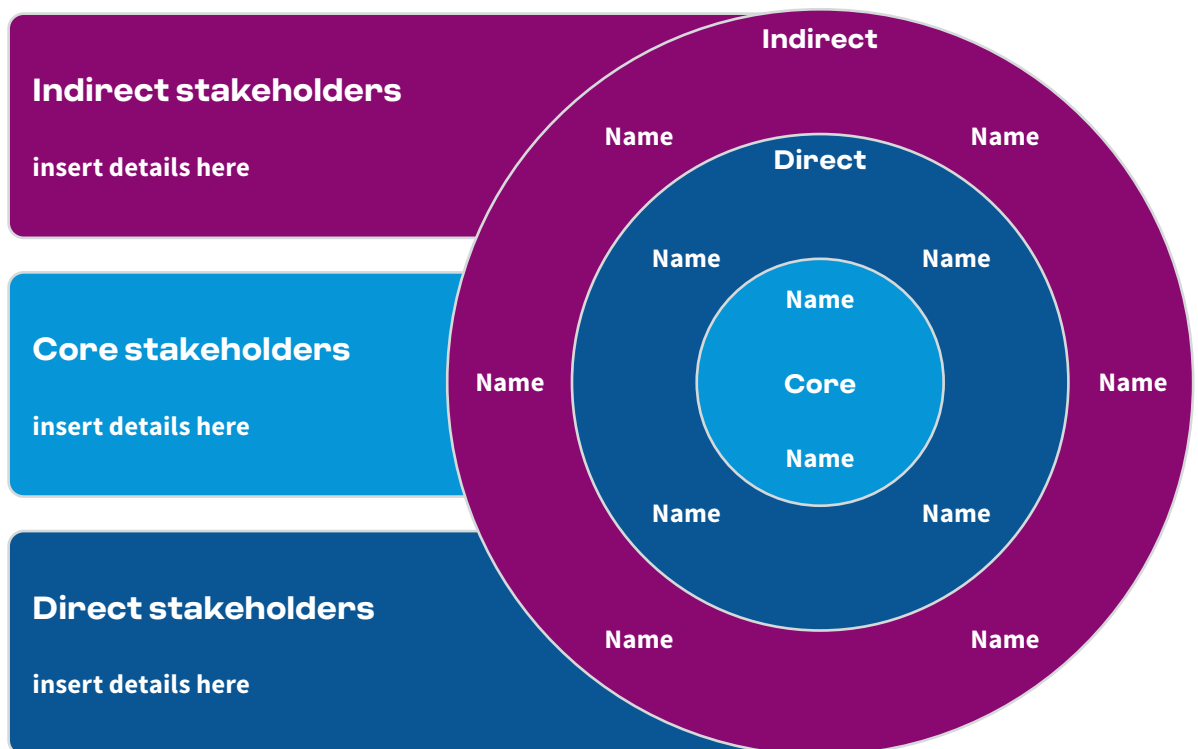 Indirect stakeholders
insert details here
Core stakeholders
insert details here
Direct stakeholders
insert details here
Indirect
Name
Name
Direct
Name
Name
Name
Name
Core
Name
Name
Name
Name
Name
Name
Name